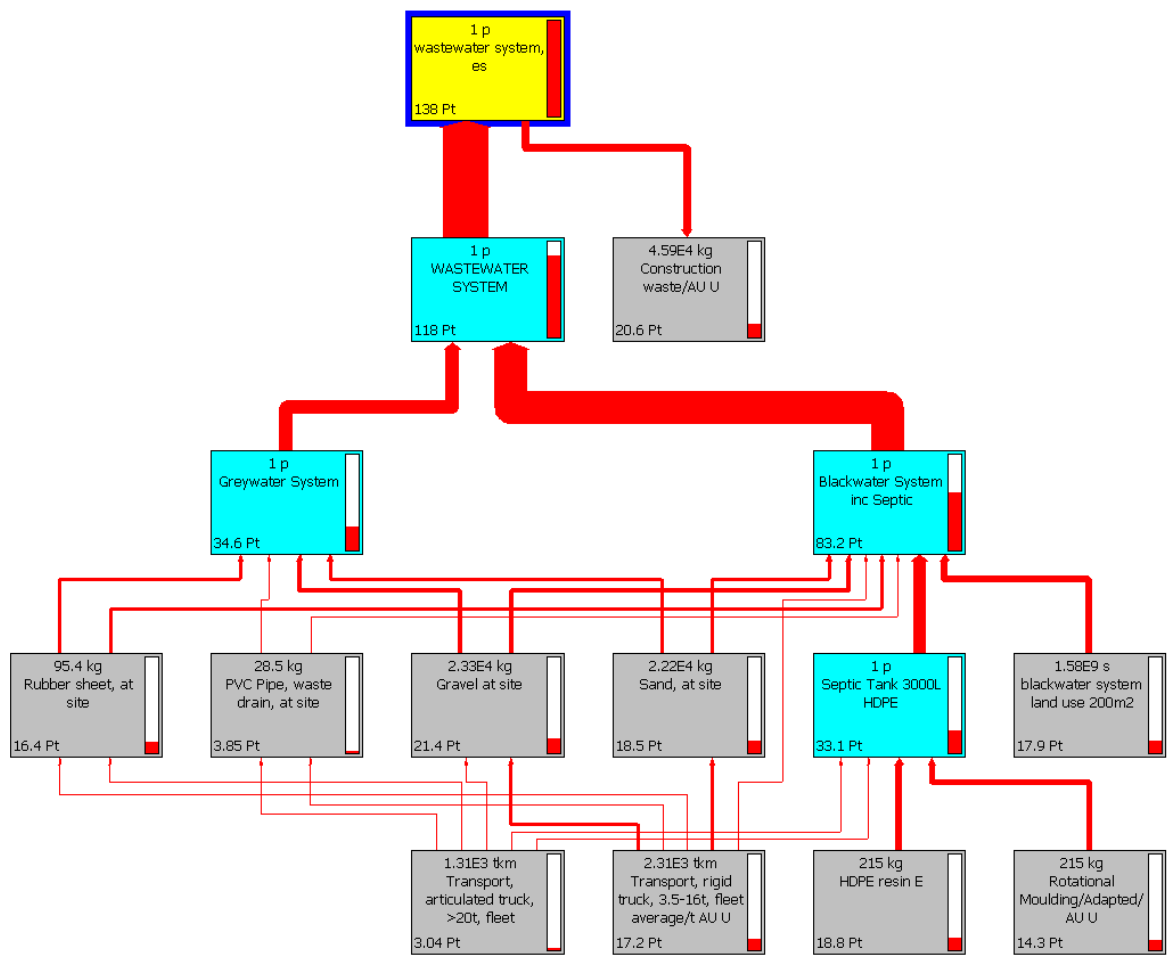 1 p
wastewater system,
es
138 Pt
1 p
WASTEWATER
SYSTEM
118 Pt
4.59E4 kg
Construction
waste/AU U
20.6 Pt
1 p
Greywater System
34.6 Pt
1 p
Blackwater System
inc Septic
83.2 Pt
95.4 kg
Rubber sheet, at
site
16.4 Pt
28.5 kg
PVC Pipe, waste
drain, at site
3.85 Pt
2.33E4 kg
Gravel at site
21.4 Pt
2.22E4 kg
Sand, at site
18.5 Pt
1 p
Septic Tank 3000L
HDPE
33.1 Pt
1.58E9 s
blackwater system
land use 200m2
17.9 Pt
1.31E3 tkm
Transport,
articulated truck,
>20t, fleet
3.04 Pt
2.31E3 tkm
Transport, rigid
truck, 3.5-16t, fleet
average/t AU U
17.2 Pt
215 kg
HDPE resin E
18.8 Pt
215 kg
Rotational
Moulding/Adapted/
AU U
14.3 Pt